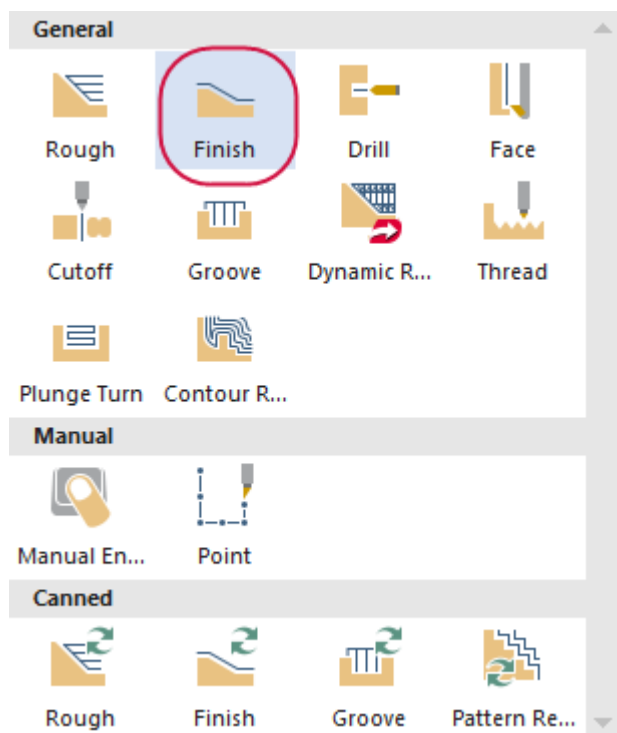 General
Rough Finish Drill Face
Cutoff Groove Dynamic R... Thread
Plunge Turn Contour R...
Manual
Manual En... Point
Canned
Rough Finish Groove Pattern Re...